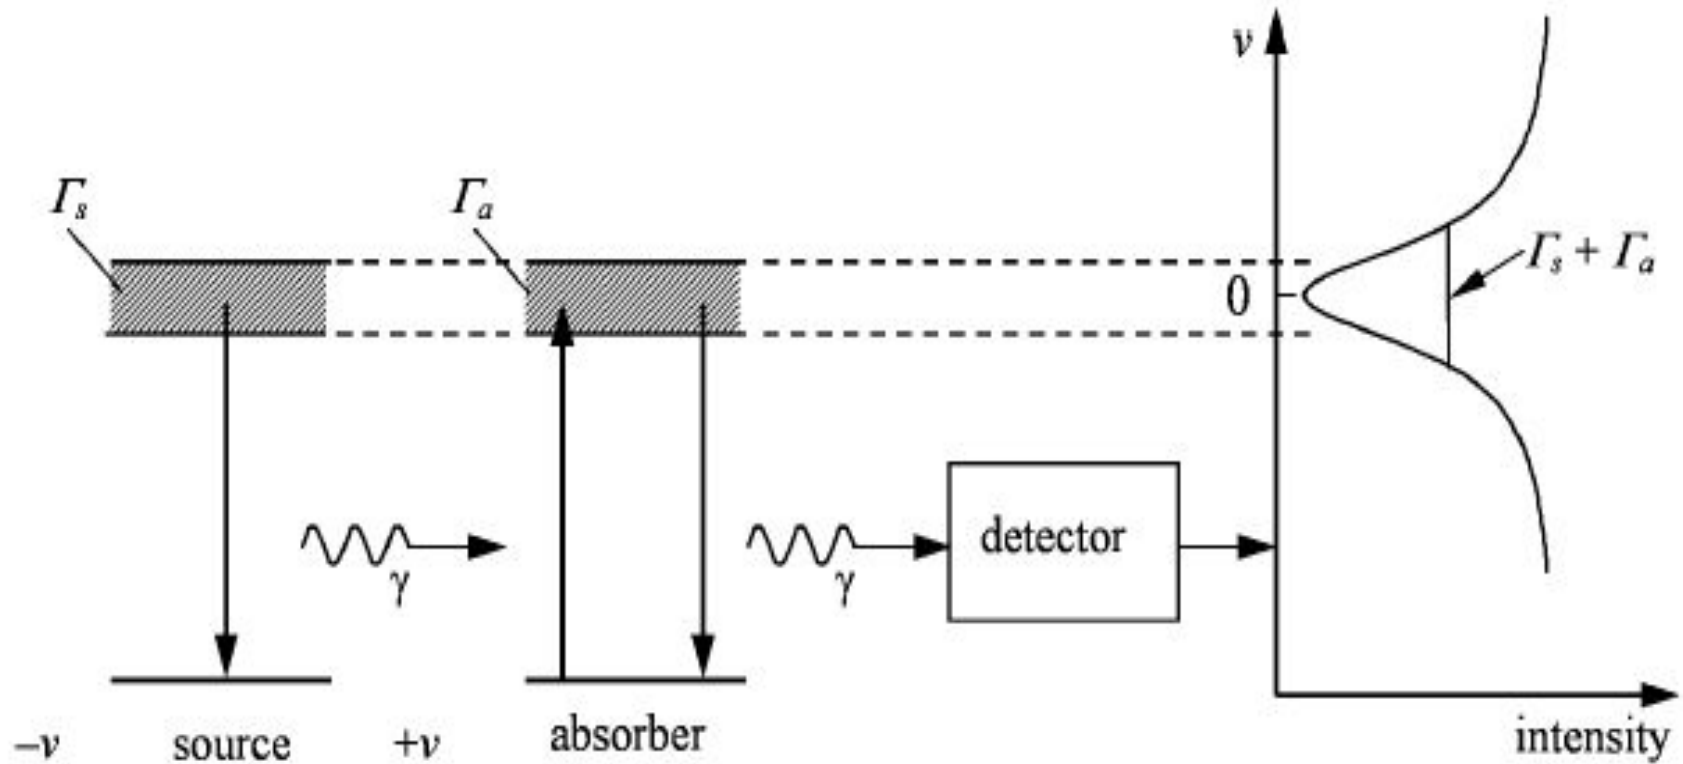 v
Γs
Γa
0
Γs + Γa
γ
γ
detector
–v
source
+v
absorber
intensity